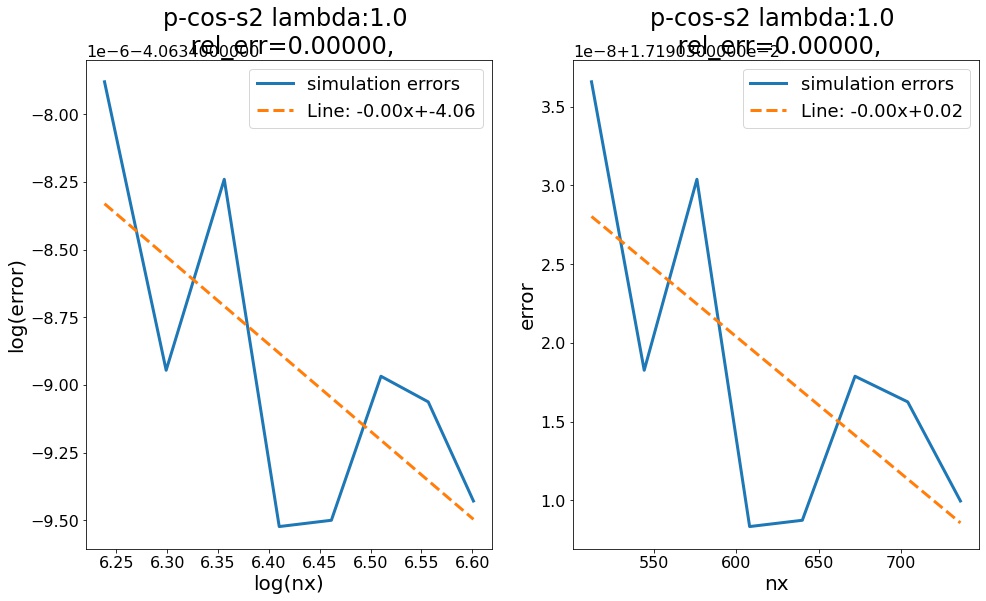 p-cos-s2 lambda:1.0
rel_err=0.00000,
1e−6−4.0634000000
simulation errors
Line: -0.00x+-4.06
−8.00
−8.25
−8.50
−8.75
−9.00
−9.25
−9.50
log(error)
6.25 6.30 6.35 6.40 6.45 6.50 6.55 6.60
log(nx)
p-cos-s2 lambda:1.0
rel_err=0.00000,
1e−8+1.7190300000e−2
simulation errors
Line: -0.00x+0.02
3.5
3.0
2.5
2.0
1.5
1.0
error
550 600 650 700
nx